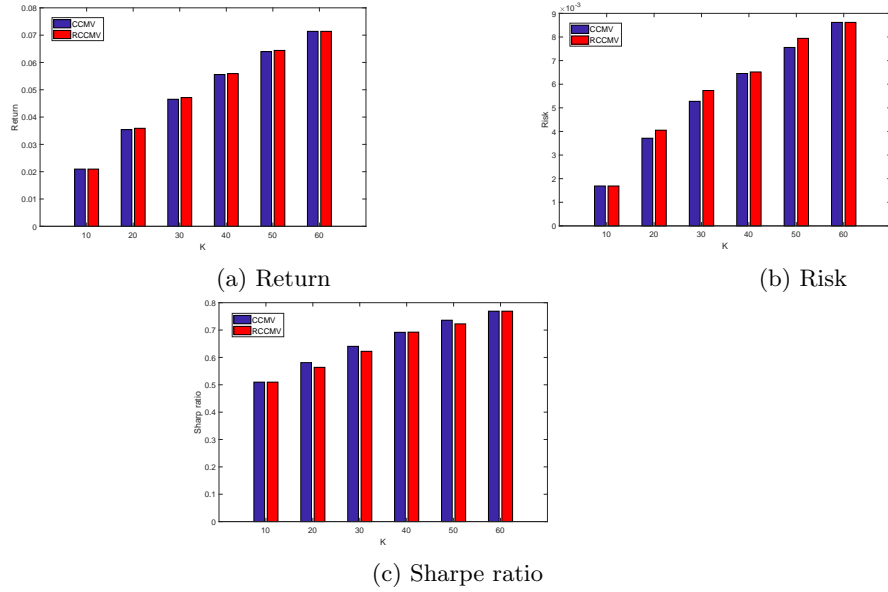 0.08
0.07
0.06
0.05
0.04
0.03
0.02
0.01
0
Return
CCMV
RCCMV
10 20 30 40 50 60
K
(a) Return
×10-3
9
8
7
6
5
4
3
2
1
0
Risk
CCMV
RCCMV
10 20 30 40 50 60
K
(b) Risk
0.8
0.7
0.6
0.5
0.4
0.3
0.2
0.1
0
Sharp ratio
CCMV
RCCMV
10 20 30 40 50 60
K
(c) Sharpe ratio